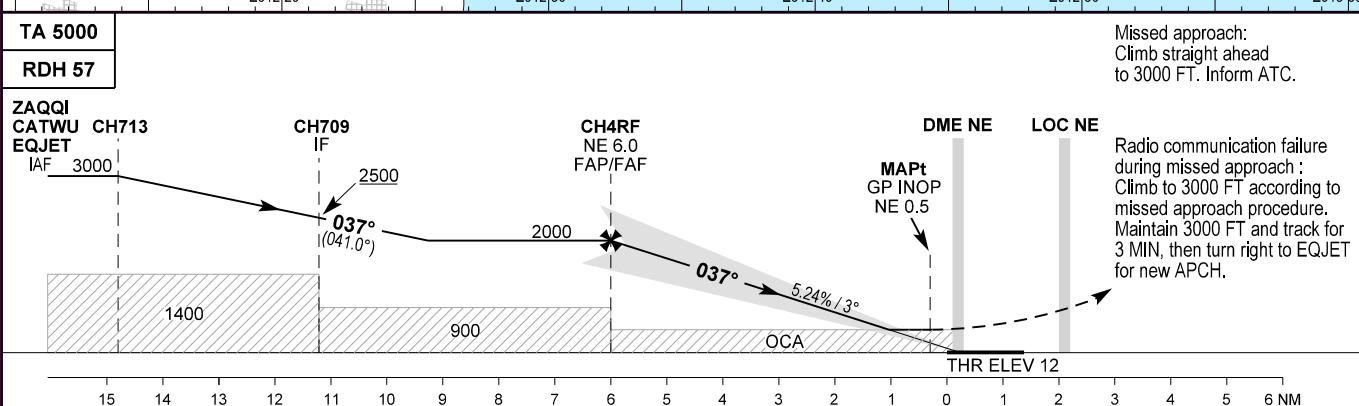 TA 5000
RDH 57
Missed approach:
Climb straight ahead
to 3000 FT. Inform ATC.
ZAQQI
CATWU
EQJET
IAF
3000
CH713
CH709
IF
2500
037°
(041.0°)
2000
CH4RF
NE 6.0
FAP/FAF
037°
5.24% / 3°
MAPt
GP INOP
NE 0.5
DME NE
LOC NE
Radio communication failure
during missed approach :
Climb to 3000 FT according to
missed approach procedure.
Maintain 3000 FT and track for
3 MIN, then turn right to EQJET
for new APCH.
1400
900
OCA
THR ELEV 12
15 14 13 12 11 10 9 8 7 6 5 4 3 2 1 0 1 2 3 4 5 6 NM